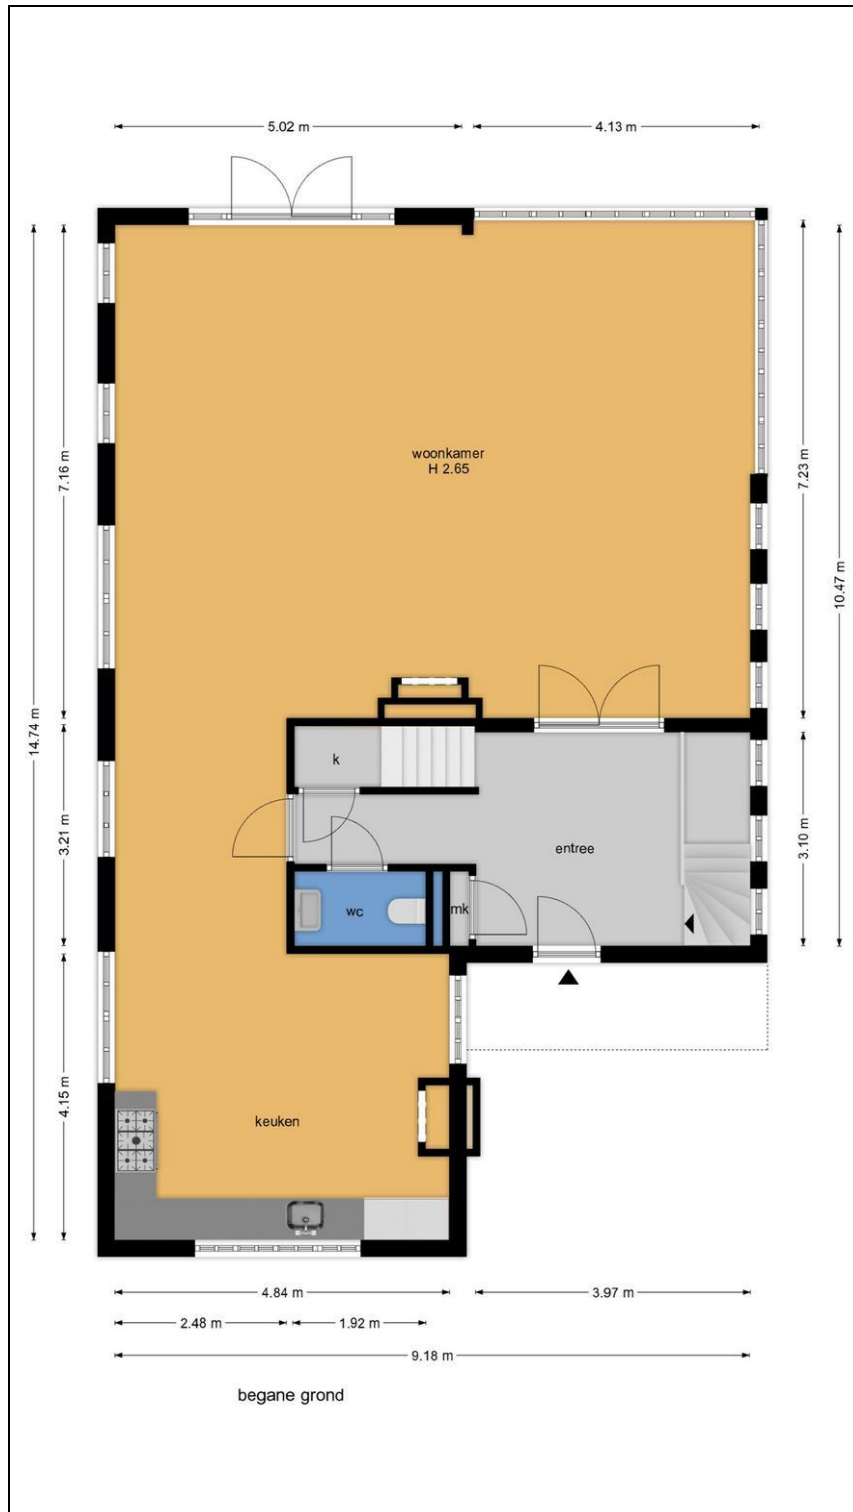 5.02 m
4.13 m
woonkamer
H 2.65
7.16 m
7.23 m
10.47 m
14.74 m
k
3.21 m
entree
3.10 m
wc
mk
4.15 m
keuken
4.84 m
3.97 m
2.48 m
1.92 m
9.18 m
begane grond